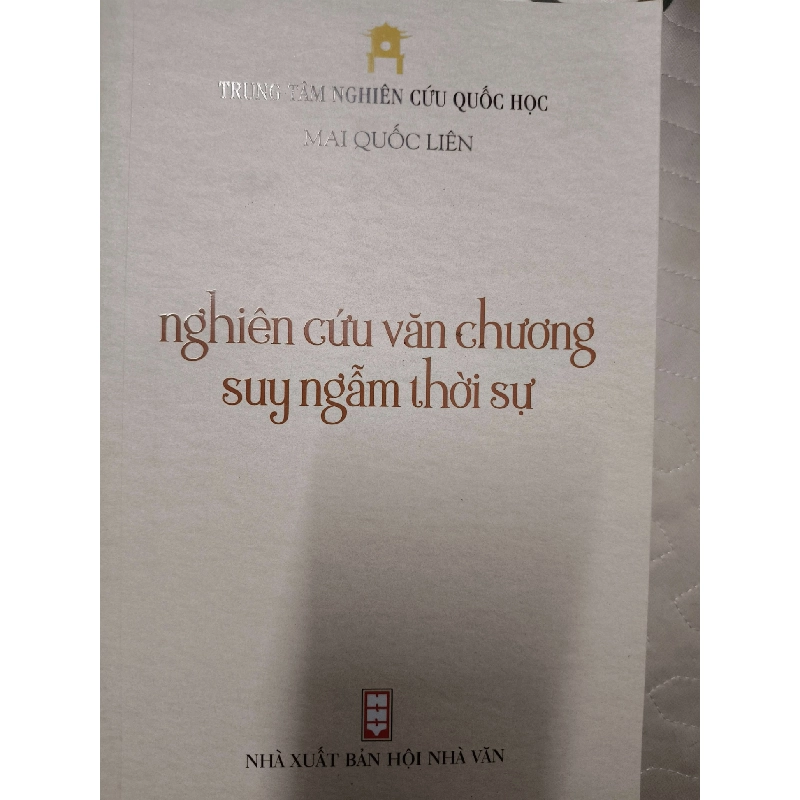 TRUNG TÂM NGHIÊN CỨU QUỐC HỌC
MAI QUỐC LIÊN
nghiên cứu văn chương
suy ngẫm thời sự
NHÀ XUẤT BẢN HỘI NHÀ VĂN